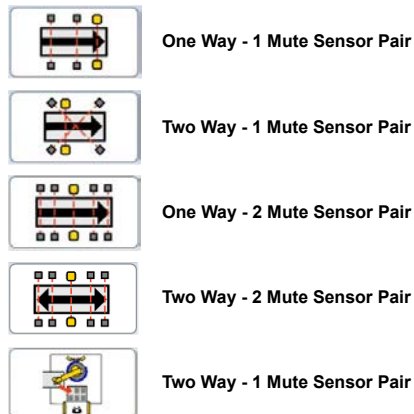 One Way - 1 Mute Sensor Pair
Two Way - 1 Mute Sensor Pair
One Way - 2 Mute Sensor Pair
Two Way - 2 Mute Sensor Pair
Two Way - 1 Mute Sensor Pair